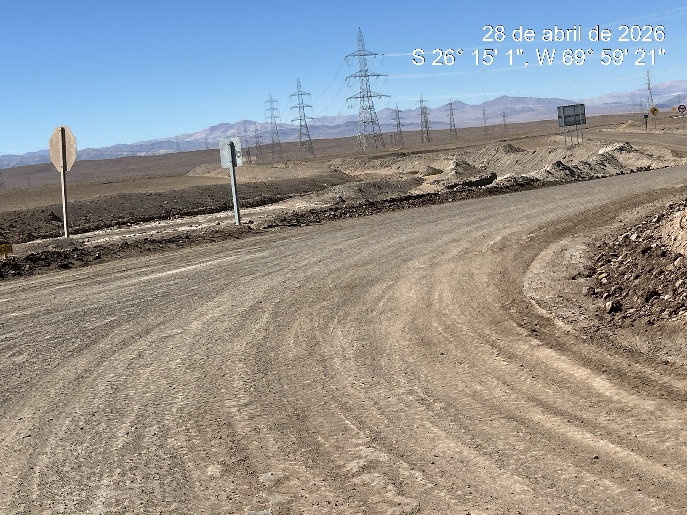 28 de abril de 2026
S 26° 15' 1", W 69° 59' 21"